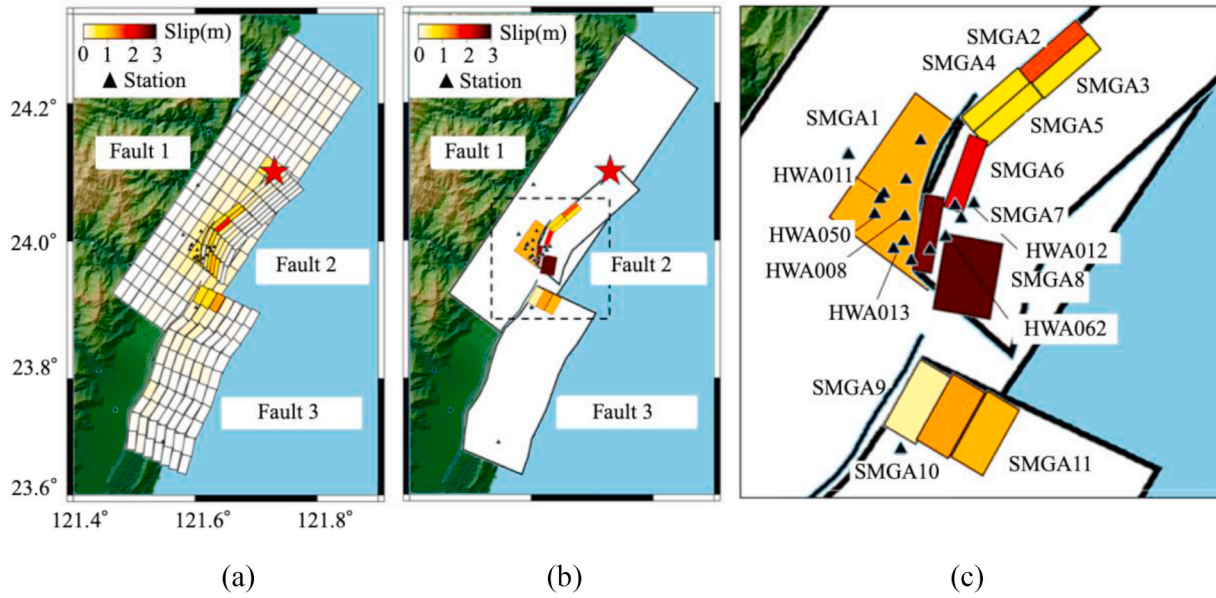 Slip(m)
0 1 2 3
Station
Fault 1
Fault 2
Fault 3
24.2°
24.0°
23.8°
23.6°
121.4° 121.6° 121.8°
(a)
Slip(m)
0 1 2 3
Station
Fault 1
Fault 2
Fault 3
(b)
SMGA2
SMGA4
SMGA3
SMGA1
SMGA5
HWA011
SMGA6
SMGA7
HWA050
HWA012
HWA008
SMGA8
HWA013
HWA062
SMGA9
SMGA10
SMGA11
(c)